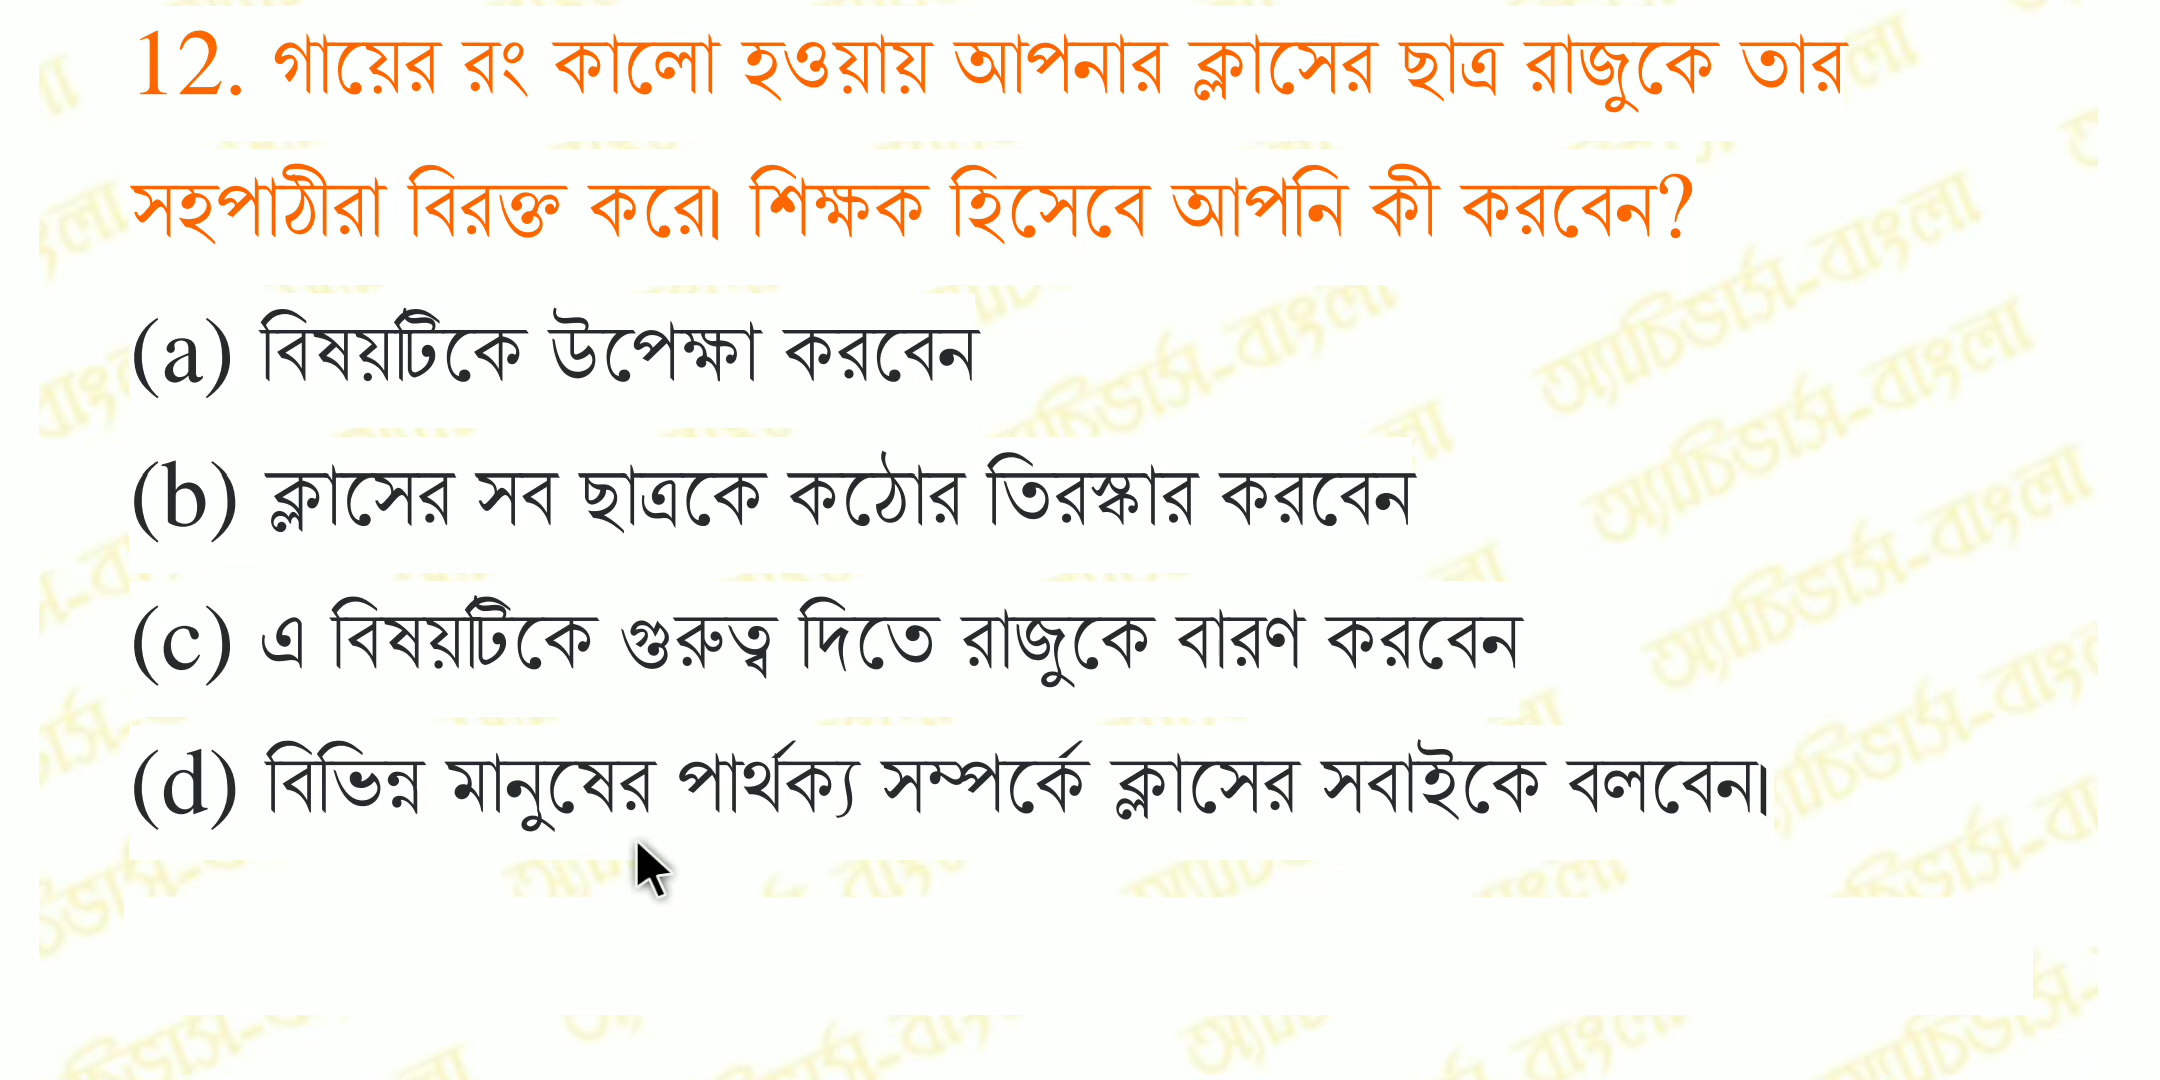 12. গায়ের রং কালো হওয়ায় আপনার ক্লাসের ছাত্র রাজুকে তার
সহপাঠীরা বিরক্ত করে। শিক্ষক হিসেবে আপনি কী করবেন?
(a) বিষয়টিকে উপেক্ষা করবেন
(b) ক্লাসের সব ছাত্রকে কঠোর তিরস্কার করবেন
(c) এ বিষয়টিকে গুরুত্ব দিতে রাজুকে বারণ করবেন
(d) বিভিন্ন মানুষের পার্থক্য সম্পর্কে ক্লাসের সবাইকে বলবেন।